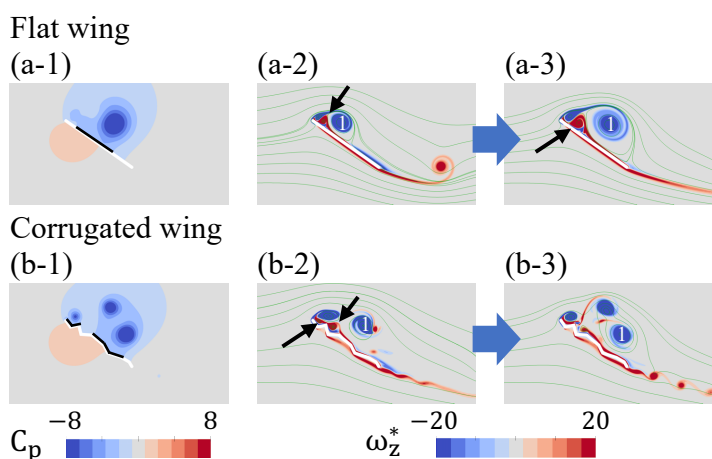 Flat wing
(a-1) (a-2) (a-3)
1 1
Corrugated wing
(b-1) (b-2) (b-3)
1 1
−8 8 −20 20
Cp ω*z